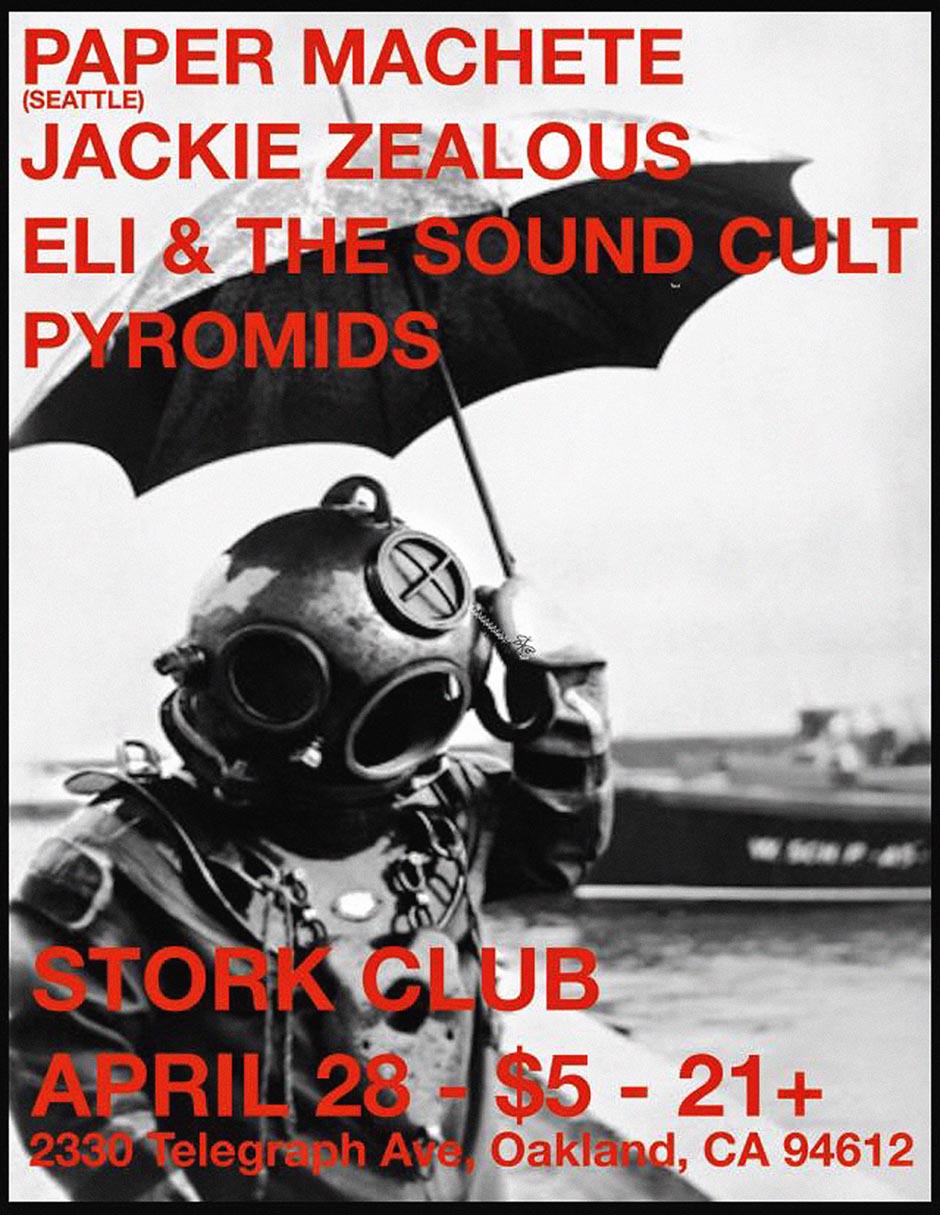 PAPER MACHETE
(SEATTLE)
JACKIE ZEALOUS
ELI & THE SOUND CULT
PYROMIDS
STORK CLUB
APRIL 28 - $5 - 21+
2330 Telegraph Ave, Oakland, CA 94612